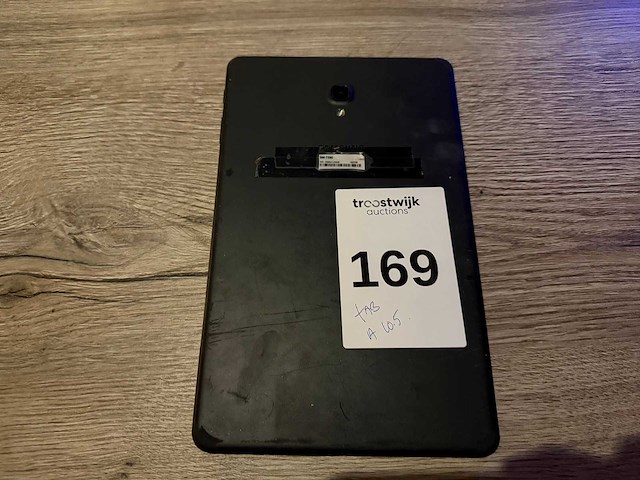 troostwijk
auctions
169
TAB
A 10.5